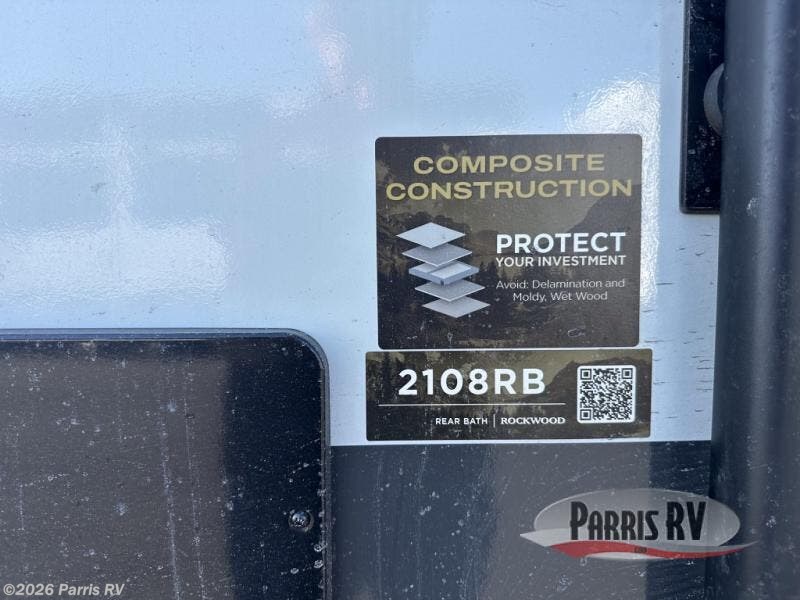 COMPOSITE
CONSTRUCTION
PROTECT
YOUR INVESTMENT
Avoid: Delamination and
Moldy, Wet Wood
2108RB
REAR BATH | ROCKWOOD
PARRIS RV
©2026 Parris RV